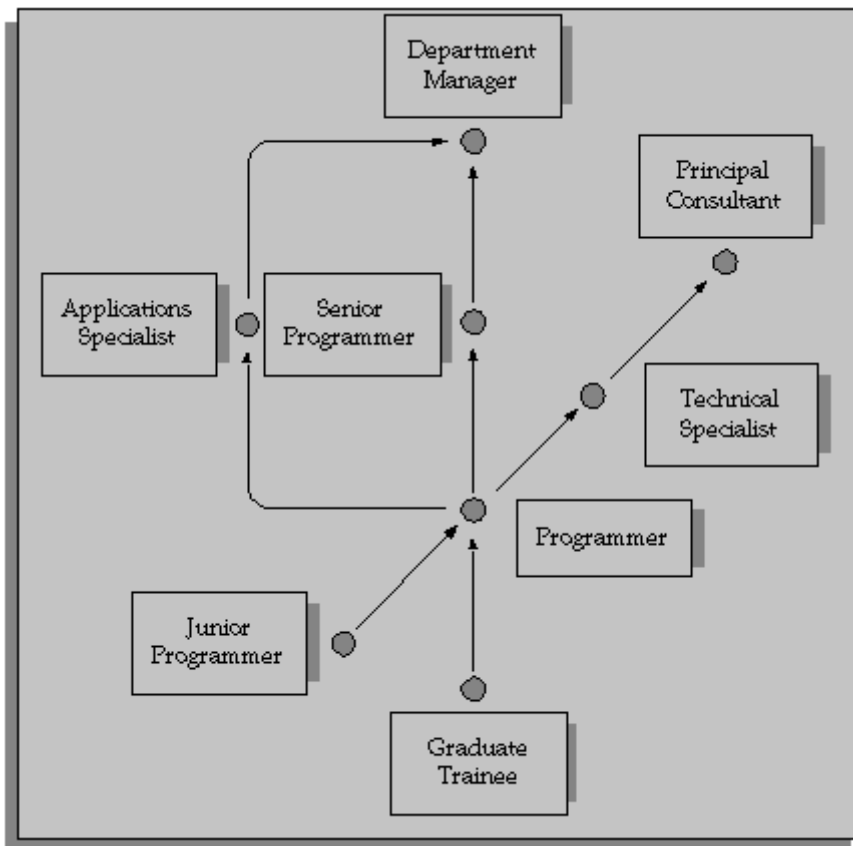 Department
Manager
Principal
Consultant
Applications
Specialist
Senior
Programmer
Technical
Specialist
Programmer
Junior
Programmer
Graduate
Trainee